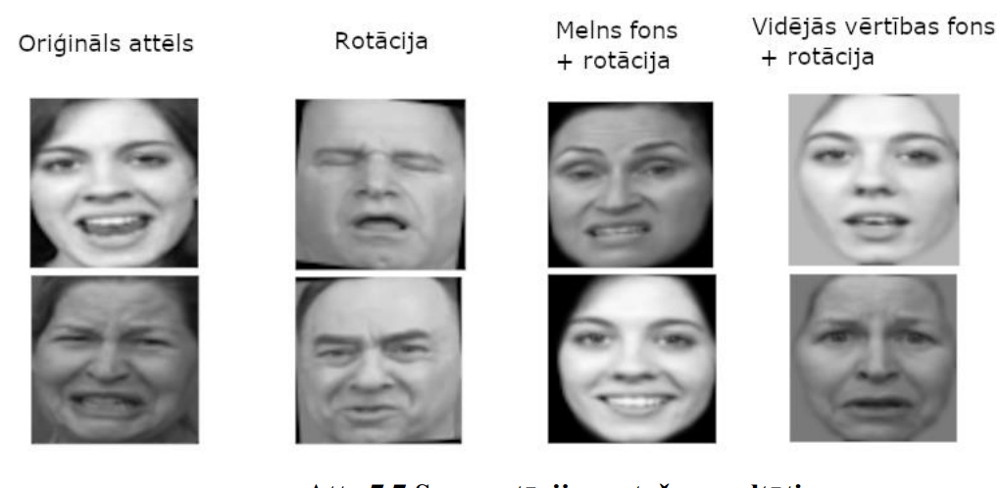 Oriģināls attēls
Rotācija
Melns fons
+ rotācija
Vidējās vērtības fons
+ rotācija